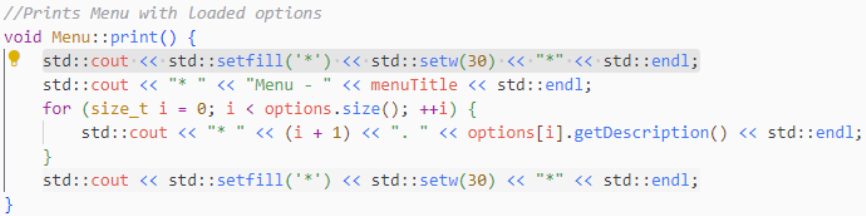 //Prints Menu with loaded options
void Menu::print() {
    std::cout << std::setfill('*') << std::setw(30) << "*" << std::endl;
    std::cout << "* " << "Menu - " << menuTitle << std::endl;
    for (size_t i = 0; i < options.size(); ++i) {
        std::cout << "* " << (i + 1) << ". " << options[i].getDescription() << std::endl;
    }
    std::cout << std::setfill('*') << std::setw(30) << "*" << std::endl;
}